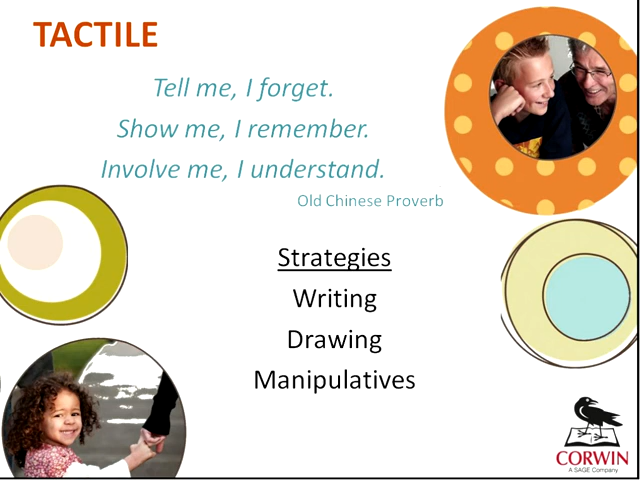 TACTILE
Tell me, I forget.
Show me, I remember.
Involve me, I understand.
Old Chinese Proverb
Strategies
Writing
Drawing
Manipulatives
CORWIN
A SAGE Company